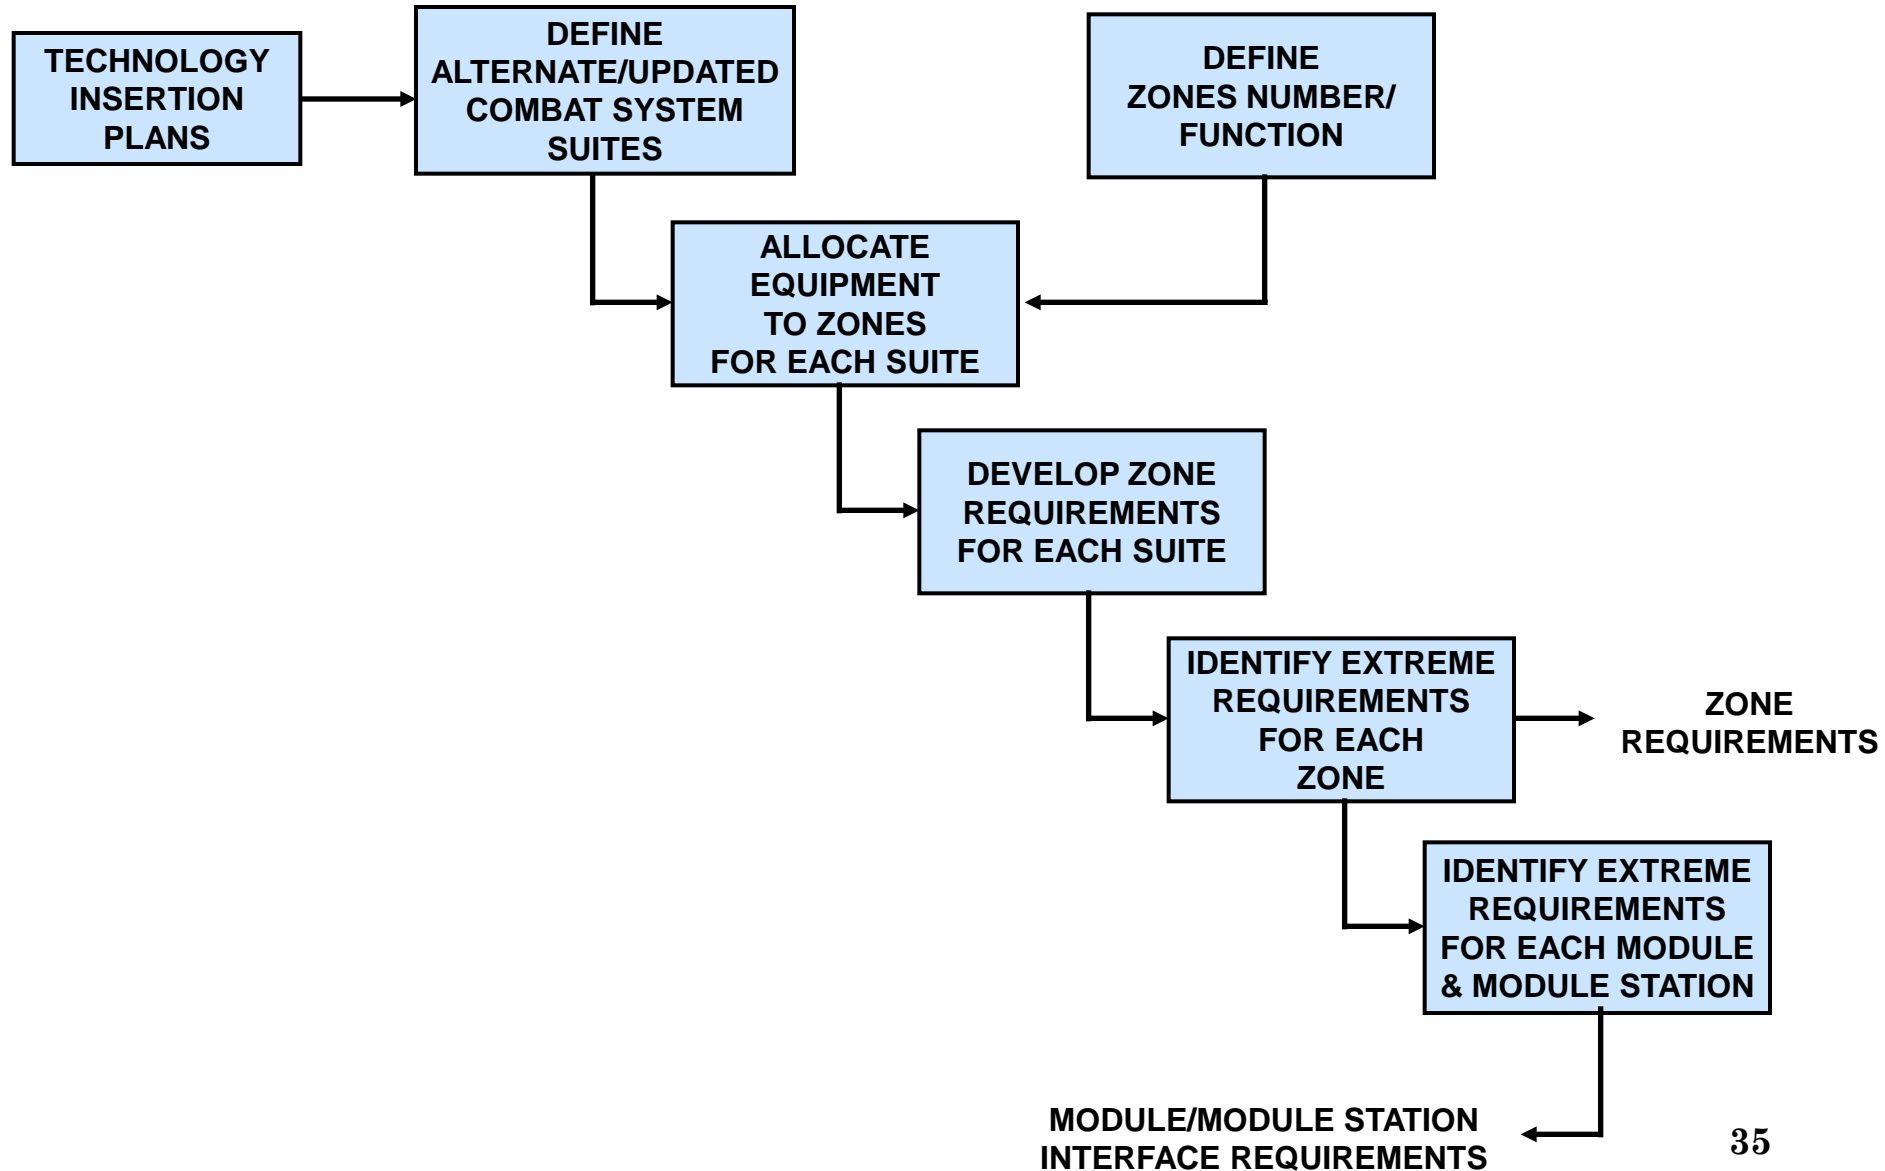 TECHNOLOGY
INSERTION
PLANS
DEFINE
ALTERNATE/UPDATED
COMBAT SYSTEM
SUITES
DEFINE
ZONES NUMBER/
FUNCTION
ALLOCATE
EQUIPMENT
TO ZONES
FOR EACH SUITE
DEVELOP ZONE
REQUIREMENTS
FOR EACH SUITE
IDENTIFY EXTREME
REQUIREMENTS
FOR EACH
ZONE
ZONE
REQUIREMENTS
IDENTIFY EXTREME
REQUIREMENTS
FOR EACH MODULE
& MODULE STATION
MODULE/MODULE STATION
INTERFACE REQUIREMENTS
35